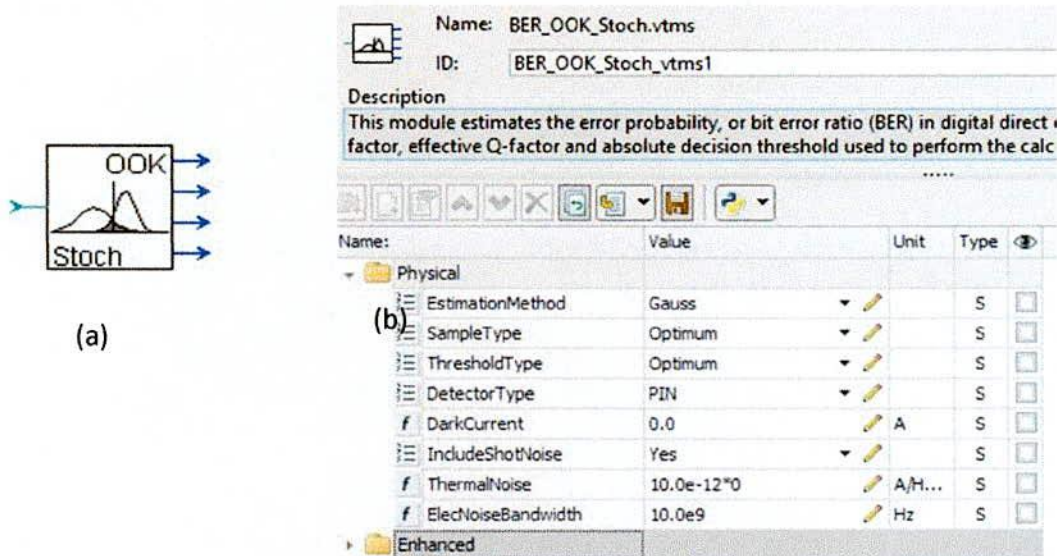 OOK
Stoch
(a)
Name: BER_OOK_Stoch.vtms
ID: BER_OOK_Stoch_vtms1
Description
This module estimates the error probability, or bit error ratio (BER) in digital direct
factor, effective Q-factor and absolute decision threshold used to perform the calc
.....
Name: Value Unit Type
Physical
(b)
EstimationMethod Gauss S
SampleType Optimum S
ThresholdType Optimum S
DetectorType PIN S
f DarkCurrent 0.0 A S
IncludeShotNoise Yes S
f ThermalNoise 10.0e-12*0 A/H... S
f ElecNoiseBandwidth 10.0e9 Hz S
Enhanced